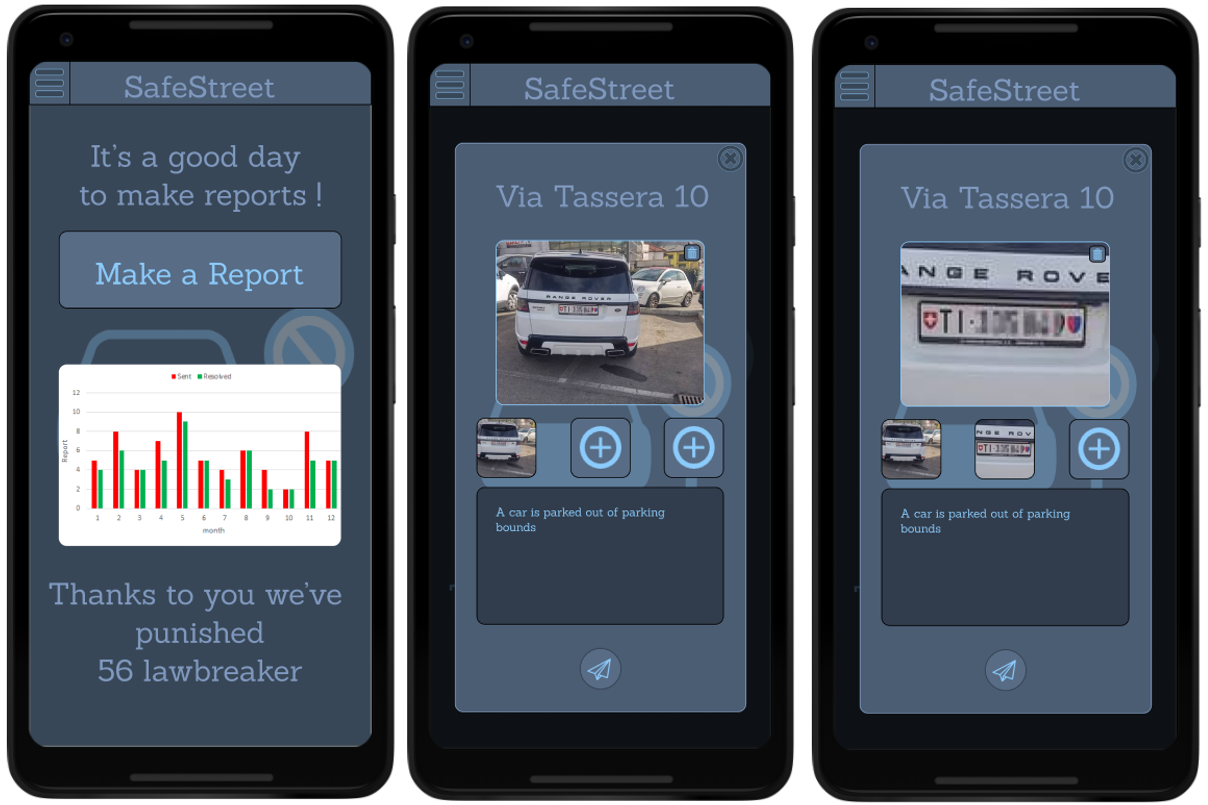 SafeStreet
It's a good day
to make reports !
Make a Report
Sent Resolved
12
10
8
6
4
2
0
Report
1 2 3 4 5 6 7 8 9 10 11 12
month
Thanks to you we've
punished
56 lawbreaker
SafeStreet
Via Tassera 10
RANGE ROVER
TI
A car is parked out of parking
bounds
SafeStreet
Via Tassera 10
ANGE ROVE
TI
NGE ROV
TI
A car is parked out of parking
bounds